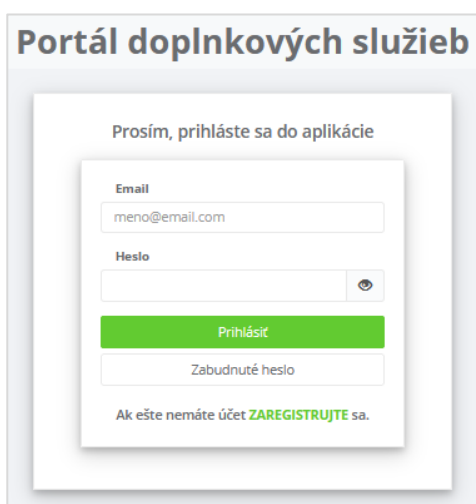 Portál doplnkových služieb
Prosím, prihláste sa do aplikácie
Email
meno@email.com
Heslo
Prihlásiť
Zabudnuté heslo
Ak ešte nemáte účet ZAREGISTRUJTE sa.